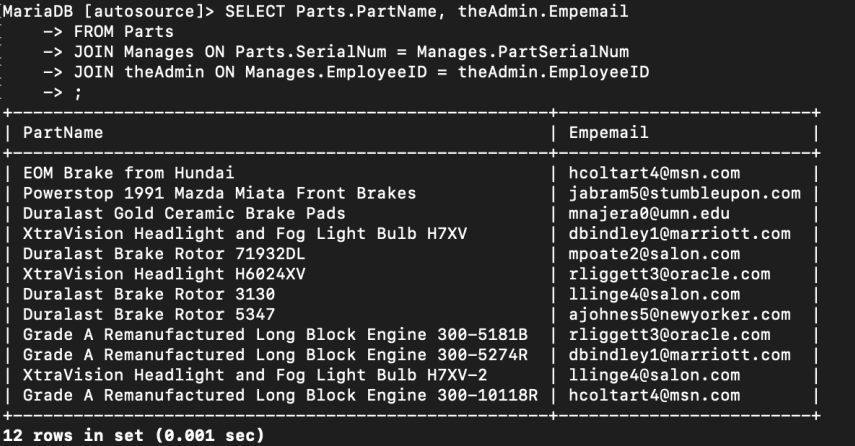 MariaDB [autosource]> SELECT Parts.PartName, theAdmin.Empemail
    -> FROM Parts
    -> JOIN Manages ON Parts.SerialNum = Manages.PartSerialNum
    -> JOIN theAdmin ON Manages.EmployeeID = theAdmin.EmployeeID
    -> ;
+--------------------------------------------------+------------------------+
| PartName                                         | Empemail               |
+--------------------------------------------------+------------------------+
| EOM Brake from Hundai                            | hcoltart4@msn.com      |
| Powerstop 1991 Mazda Miata Front Brakes          | jabram5@stumbleupon.com |
| Duralast Gold Ceramic Brake Pads                 | mnajera0@umn.edu       |
| XtraVision Headlight and Fog Light Bulb H7XV     | dbindley1@marriott.com |
| Duralast Brake Rotor 71932DL                     | mpoate2@salon.com      |
| XtraVision Headlight H6024XV                     | rliggett3@oracle.com   |
| Duralast Brake Rotor 3130                        | llinge4@salon.com      |
| Duralast Brake Rotor 5347                        | ajohnes5@newyorker.com |
| Grade A Remanufactured Long Block Engine 300-5181B | rliggett3@oracle.com |
| Grade A Remanufactured Long Block Engine 300-5274R | dbindley1@marriott.com |
| XtraVision Headlight and Fog Light Bulb H7XV-2   | llinge4@salon.com      |
| Grade A Remanufactured Long Block Engine 300-10118R | hcoltart4@msn.com   |
+--------------------------------------------------+------------------------+
12 rows in set (0.001 sec)